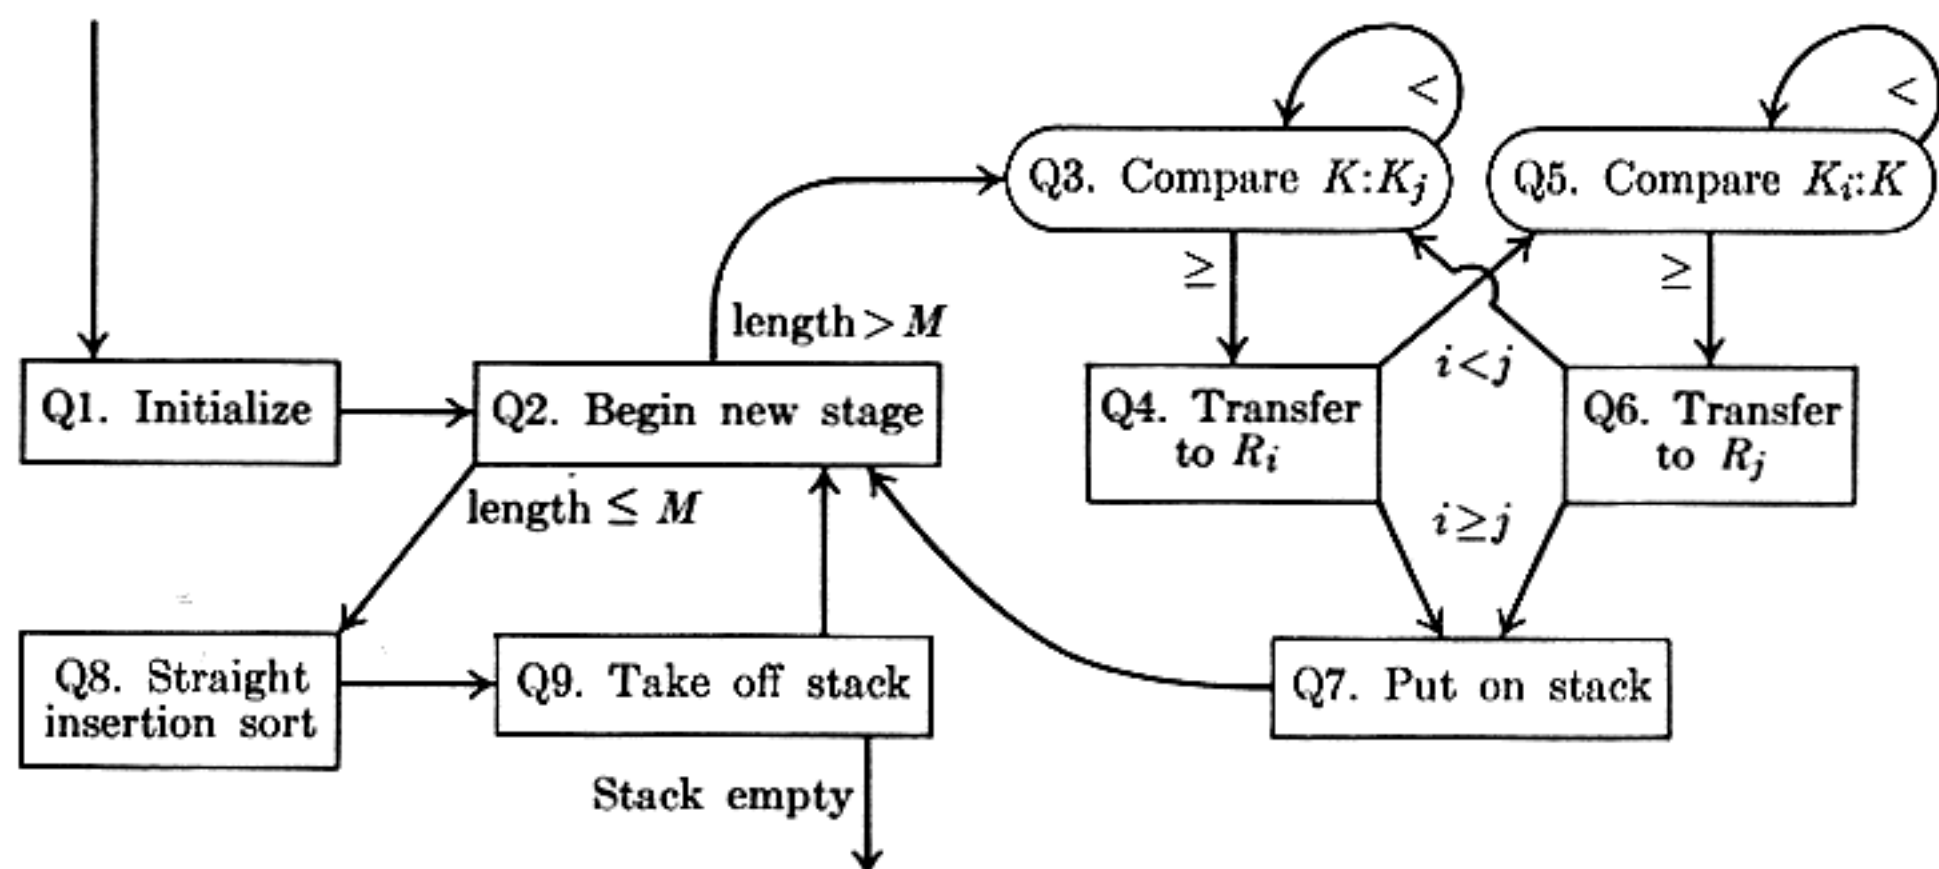 <
<
Q3. Compare K:Kj
Q5. Compare Ki:K
≥
≥
length > M
i<j
Q1. Initialize
Q2. Begin new stage
Q4. Transfer
to Ri
Q6. Transfer
to Rj
length ≤ M
i≥j
Q8. Straight
insertion sort
Q9. Take off stack
Q7. Put on stack
Stack empty